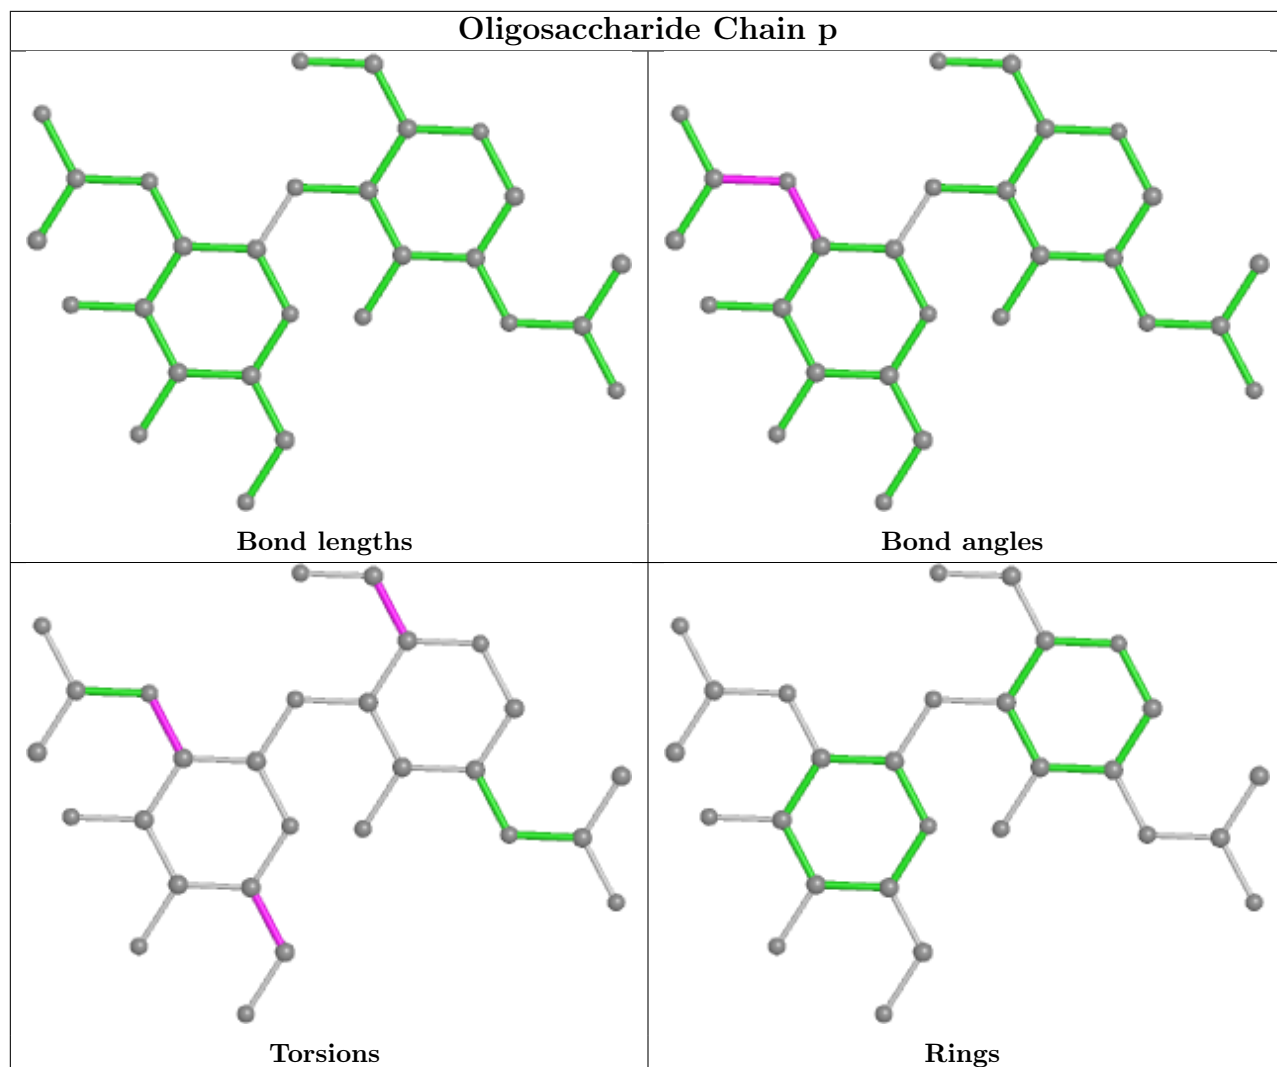 Oligosaccharide Chain p
Bond lengths
Bond angles
Torsions
Rings